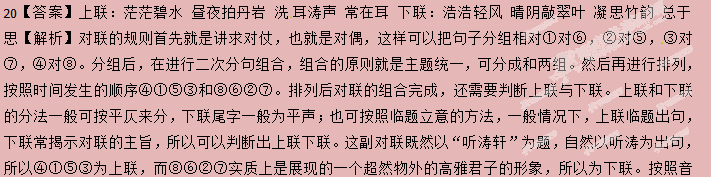 20【答案】上联：茫茫碧水 昼夜拍丹岩 洗耳涛声 常在耳 下联：浩浩轻风 晴阴敲翠叶 凝思竹韵 总于
思【解析】对联的规则首先就是讲求对仗，也就是对偶，这样可以把句子分组相对①对⑥，②对⑤，③对
⑦，④对⑧。分组后，在进行二次分句组合，组合的原则就是主题统一，可分成和两组。然后再进行排列，
按照时间发生的顺序④①⑤③和⑧⑥②⑦。排列后对联的组合完成，还需要判断上联与下联。上联和下联
的分法一般可按平仄来分，下联尾字一般为平声；也可按照临题立意的方法，一般情况下，上联临题出句，
下联常揭示对联的主旨，所以可以判断出上联下联。这副对联既然以“听涛轩”为题，自然以听涛为出句，
所以④①⑤③为上联，而⑧⑥②⑦实质上是展现的一个超然物外的高雅君子的形象，所以为下联。按照音